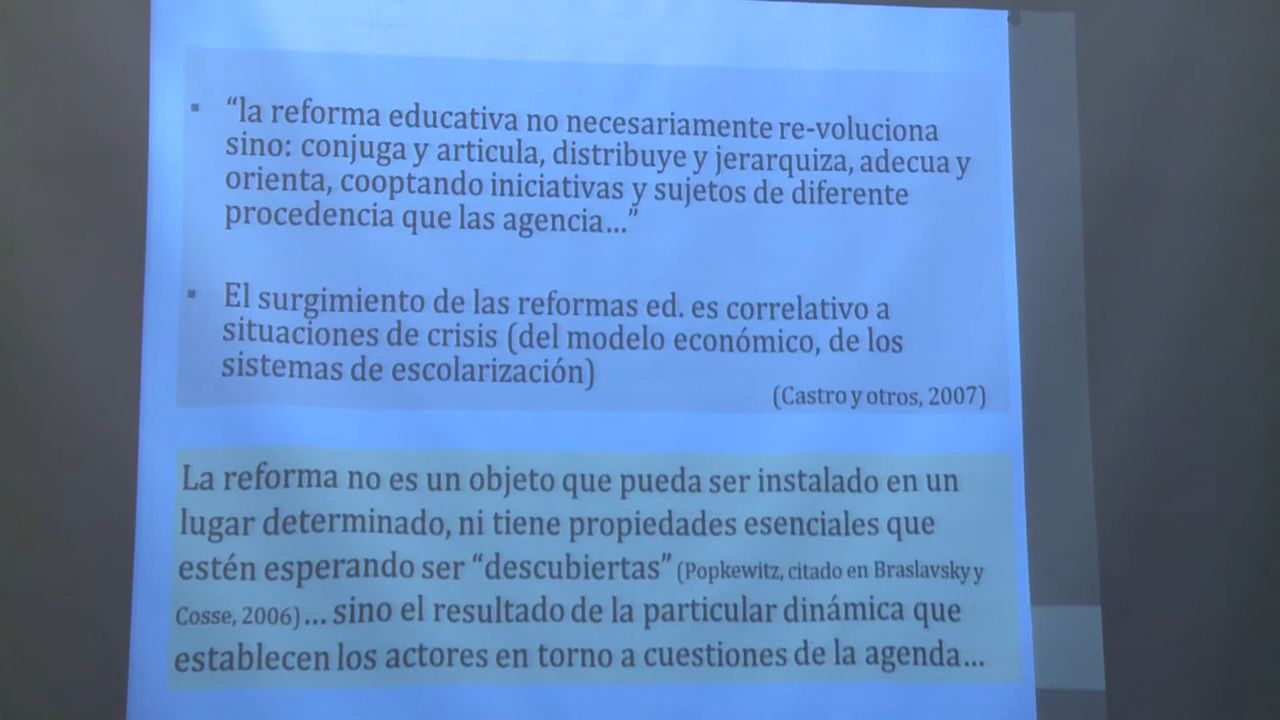 ▪ “la reforma educativa no necesariamente re-voluciona
sino: conjuga y articula, distribuye y jerarquiza, adecua y
orienta, cooptando iniciativas y sujetos de diferente
procedencia que las agencia...”
▪ El surgimiento de las reformas ed. es correlativo a
situaciones de crisis (del modelo económico, de los
sistemas de escolarización)
(Castro y otros, 2007)
La reforma no es un objeto que pueda ser instalado en un
lugar determinado, ni tiene propiedades esenciales que
estén esperando ser “descubiertas” (Popkewitz, citado en Braslavsky y
Cosse, 2006)... sino el resultado de la particular dinámica que
establecen los actores en torno a cuestiones de la agenda...